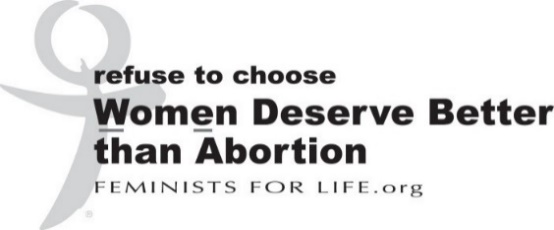 refuse to choose
Women Deserve Better
than Abortion
FEMINISTS FOR LIFE.org
®